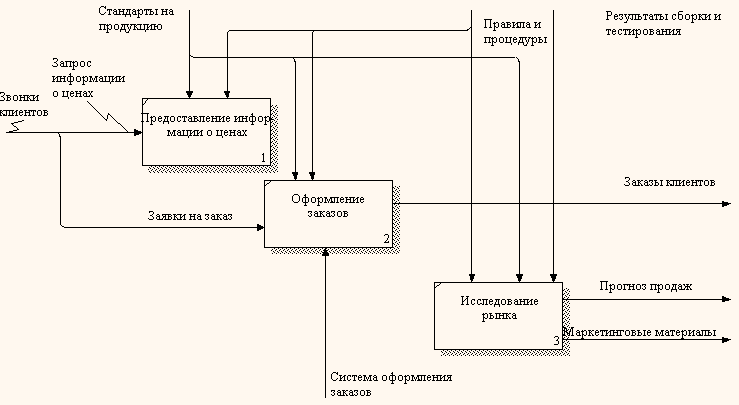 Стандарты на
продукцию
Правила и
процедуры
Результаты сборки и
тестирования
Запрос
информации
о ценах
Звонки
клиентов
Предоставление инфор-
мации о ценах
1
Оформление
заказов
2
Заказы клиентов
Заявки на заказ
Исследование
рынка
3
Прогноз продаж
Маркетинговые материалы
Система оформления
заказов